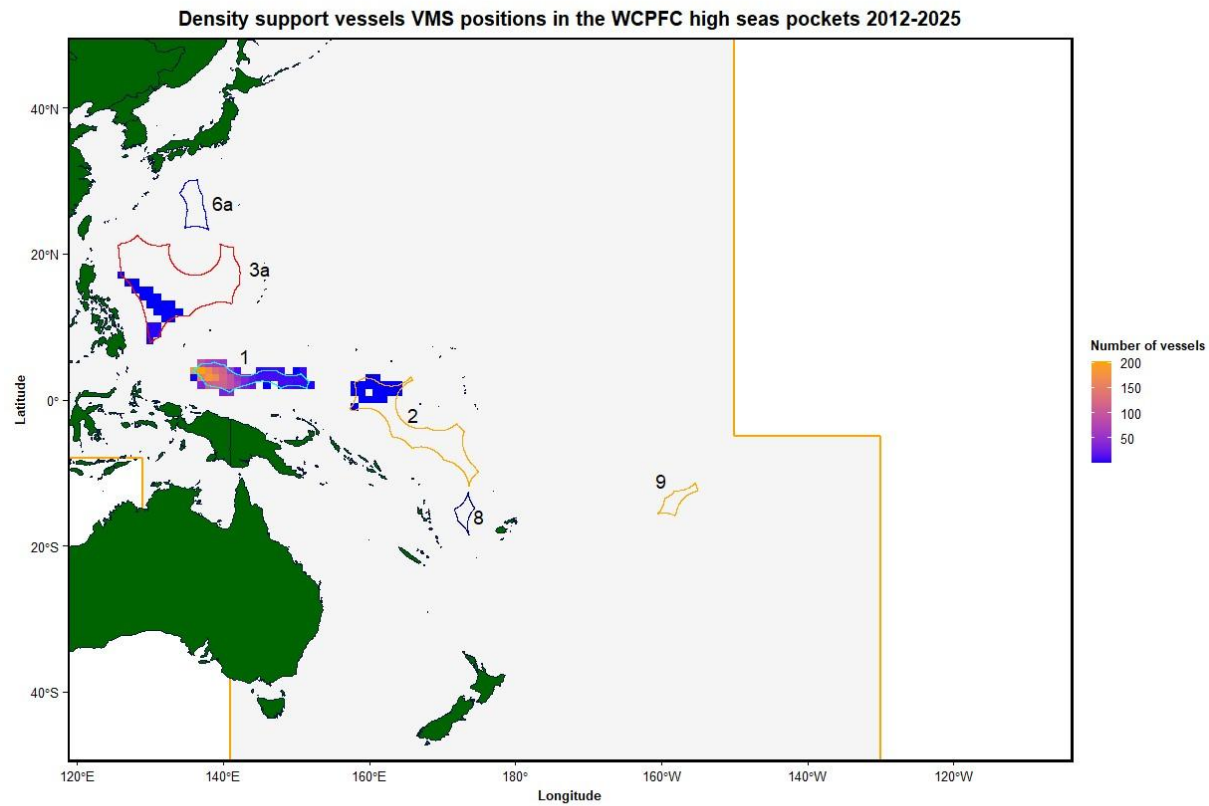 Density support vessels VMS positions in the WCPFC high seas pockets 2012-2025
40°N
20°N
0°
20°S
40°S
Latitude
6a
3a
1
2
8
9
120°E
140°E
160°E
180°
160°W
140°W
120°W
Longitude
Number of vessels
200
150
100
50